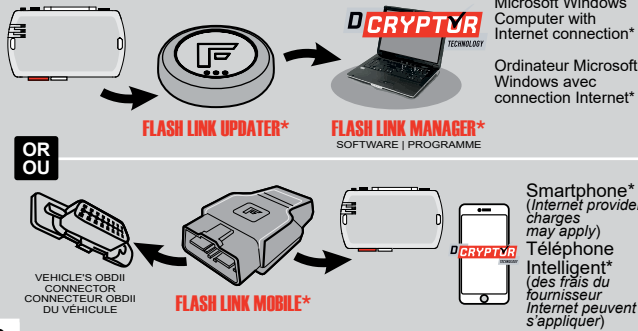 Microsoft Windows
Computer with
Internet connection*
Ordinateur Microsoft
Windows avec
connection Internet*
DCRYPTOR
TECHNOLOGY
FLASH LINK UPDATER*
FLASH LINK MANAGER*
SOFTWARE | PROGRAMME
OR
OU
VEHICLE'S OBDII
CONNECTOR
CONNECTEUR OBDII
DU VÉHICULE
FLASH LINK MOBILE*
DCRYPTOR
TECHNOLOGY
Smartphone*
(Internet provider
charges
may apply)
Téléphone
Intelligent*
(des frais du
fournisseur
Internet peuvent
s'appliquer)